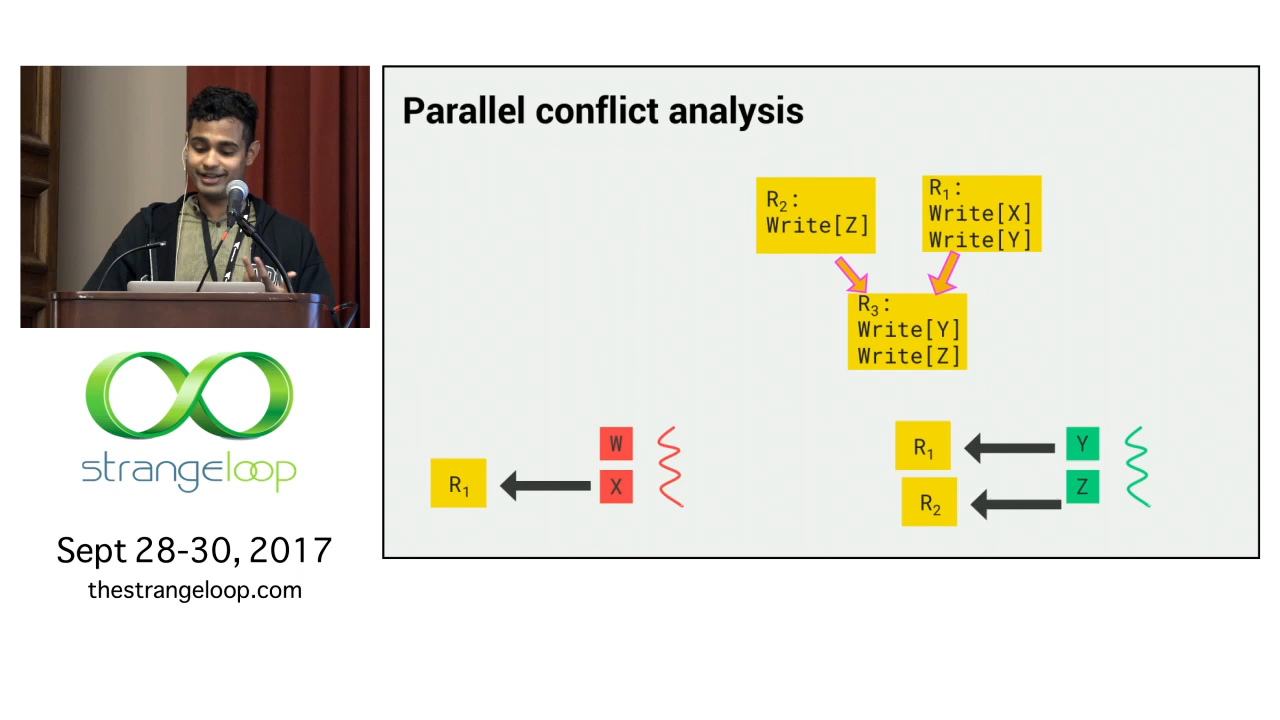 Parallel conflict analysis
R₂:
Write[Z]
R₁:
Write[X]
Write[Y]
R₃:
Write[Y]
Write[Z]
W
X
R₁
R₁
Y
R₂
Z
strangeloop
Sept 28-30, 2017
thestrangeloop.com